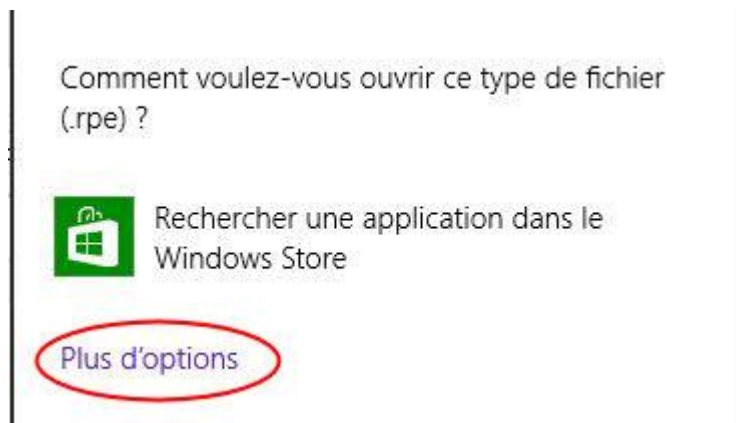 Comment voulez-vous ouvrir ce type de fichier
(.rpe) ?
Rechercher une application dans le
Windows Store
Plus d'options